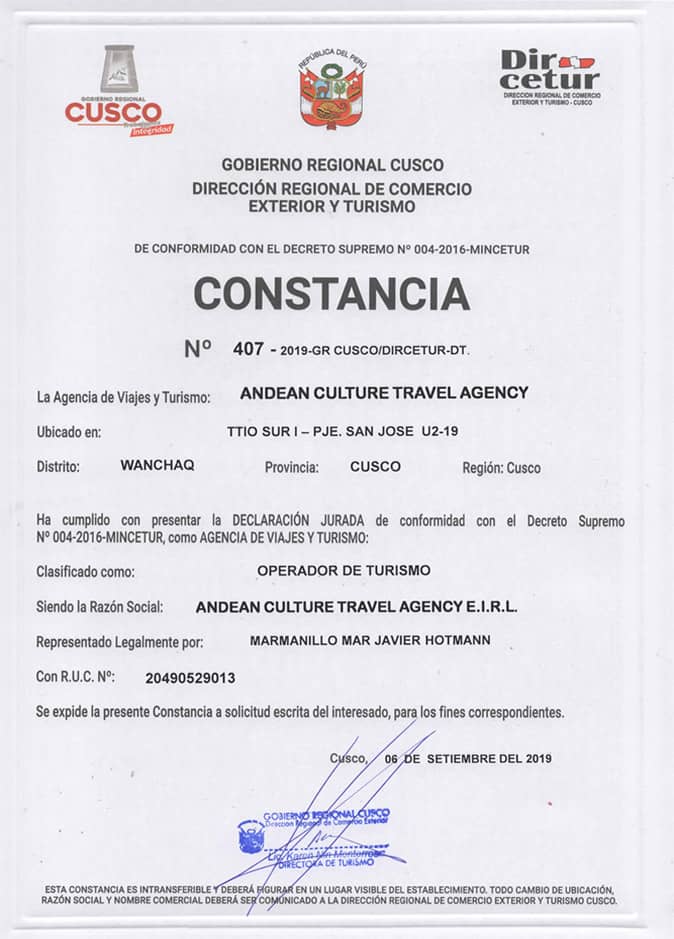 GOBIERNO REGIONAL
CUSCO
Integridad
REPÚBLICA DEL PERÚ
Dir
cetur
DIRECCION REGIONAL DE COMERCIO
EXTERIOR Y TURISMO - CUSCO
GOBIERNO REGIONAL CUSCO
DIRECCIÓN REGIONAL DE COMERCIO
EXTERIOR Y TURISMO
DE CONFORMIDAD CON EL DECRETO SUPREMO Nº 004-2016-MINCETUR
CONSTANCIA
Nº 407 - 2019-GR CUSCO/DIRCETUR-DT.
La Agencia de Viajes y Turismo: ANDEAN CULTURE TRAVEL AGENCY
Ubicado en: TTIO SUR I – PJE. SAN JOSE U2-19
Distrito: WANCHAQ Provincia: CUSCO Región: Cusco
Ha cumplido con presentar la DECLARACIÓN JURADA de conformidad con el Decreto Supremo
Nº 004-2016-MINCETUR, como AGENCIA DE VIAJES Y TURISMO:
Clasificado como: OPERADOR DE TURISMO
Siendo la Razón Social: ANDEAN CULTURE TRAVEL AGENCY E.I.R.L.
Representado Legalmente por: MARMANILLO MAR JAVIER HOTMANN
Con R.U.C. Nº: 20490529013
Se expide la presente Constancia a solicitud escrita del interesado, para los fines correspondientes.
Cusco, 06 DE SETIEMBRE DEL 2019
GOBIERNO REGIONAL CUSCO
Dirección Regional de Comercio Exterior
Lic. Karen
DIRECTORA DE TURISMO
ESTA CONSTANCIA ES INTRANSFERIBLE Y DEBERÁ FIGURAR EN UN LUGAR VISIBLE DEL ESTABLECIMIENTO. TODO CAMBIO DE UBICACIÓN,
RAZÓN SOCIAL Y NOMBRE COMERCIAL DEBERÁ SER COMUNICADO A LA DIRECCIÓN REGIONAL DE COMERCIO EXTERIOR Y TURISMO CUSCO.